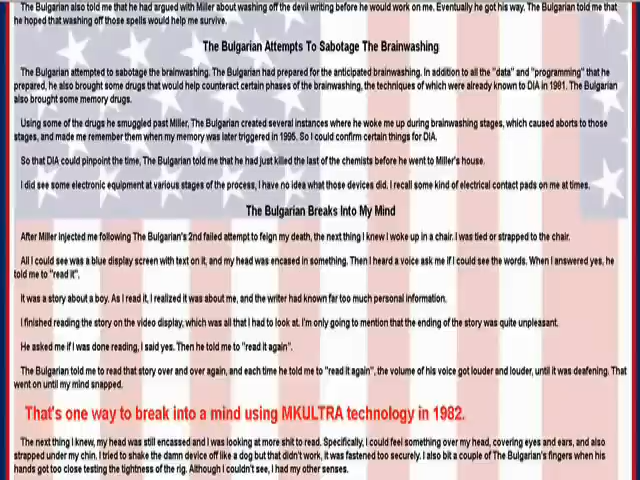 The Bulgarian also told me that he had argued with Miller about washing off the devil writing before he would work on me. Eventually he got his way. The Bulgarian told me that
he hoped that washing off those spells would help me survive.
The Bulgarian Attempts To Sabotage The Brainwashing
The Bulgarian attempted to sabotage the brainwashing. The Bulgarian had prepared for the anticipated brainwashing. In addition to all the "data" and "programming" that he
prepared, he also brought some drugs that would help counteract certain phases of the brainwashing, the techniques of which were already known to DIA in 1981. The Bulgarian
also brought some memory drugs.
Using some of the drugs he smuggled past Miller, The Bulgarian created several instances where he woke me up during brainwashing stages, which caused aborts to those
stages, and made me remember them when my memory was later triggered in 1995. So I could confirm certain things for DIA.
So that DIA could pinpoint the time, The Bulgarian told me that he had just killed the last of the chemists before he went to Miller's house.
I did see some electronic equipment at various stages of the process, I have no idea what those devices did. I recall some kind of electrical contact pads on me at times.
The Bulgarian Breaks Into My Mind
After Miller injected me following The Bulgarian's 2nd failed attempt to feign my death, the next thing I knew I woke up in a chair. I was tied or strapped to the chair.
All I could see was a blue display screen with text on it, and my head was encased in something. Then I heard a voice ask me if I could see the words. When I answered yes, he
told me to "read it".
It was a story about a boy. As I read it, I realized it was about me, and the writer had known far too much personal information.
I finished reading the story on the video display, which was all that I had to look at. I'm only going to mention that the ending of the story was quite unpleasant.
He asked me if I was done reading, I said yes. Then he told me to "read it again".
The Bulgarian told me to read that story over and over again, and each time he told me to "read it again", the volume of his voice got louder and louder, until it was deafening. That
went on until my mind snapped.
That's one way to break into a mind using MKULTRA technology in 1982.
The next thing I knew, my head was still encassed and I was looking at more shit to read. Specifically, I could feel something over my head, covering eyes and ears, and also
strapped under my chin. I tried to shake the damn device off like a dog but that didn't work, it was fastened too securely. I also bit a couple of The Bulgarian's fingers when his
hands got too close testing the tightness of the rig. Although I couldn't see, I had my other senses.